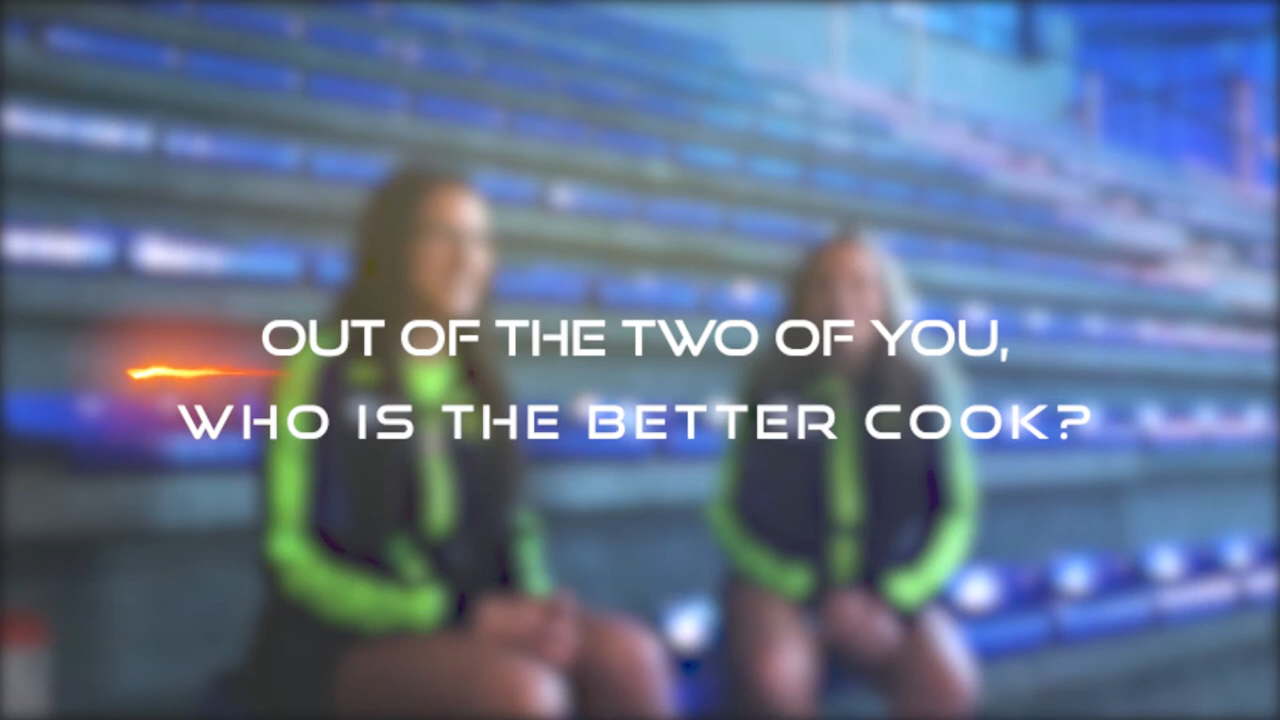 OUT OF THE TWO OF YOU,
WHO IS THE BETTER COOK?